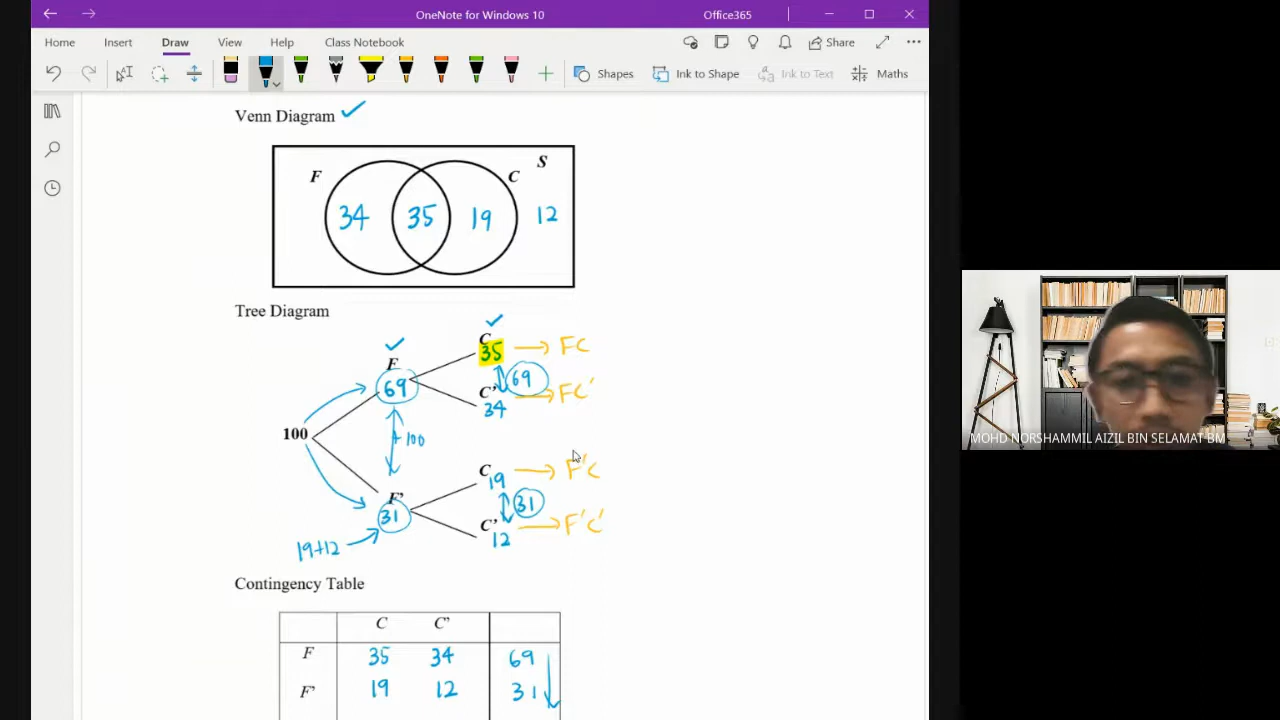 OneNote for Windows 10
Office365
Home Insert Draw View Help Class Notebook
Share
Shapes Ink to Shape Ink to Text Maths
Venn Diagram
S
F C
34 35 19 12
Tree Diagram
C
35 → FC
F
69
69
C' → FC'
34
100
100
C → F'C
19
F'
31
31
C' → F'C'
12
19+12
Contingency Table
C C'
F 35 34 69
F' 19 12 31
MOHD NORSHAMMIL AIZIL BIN SELAMAT BM